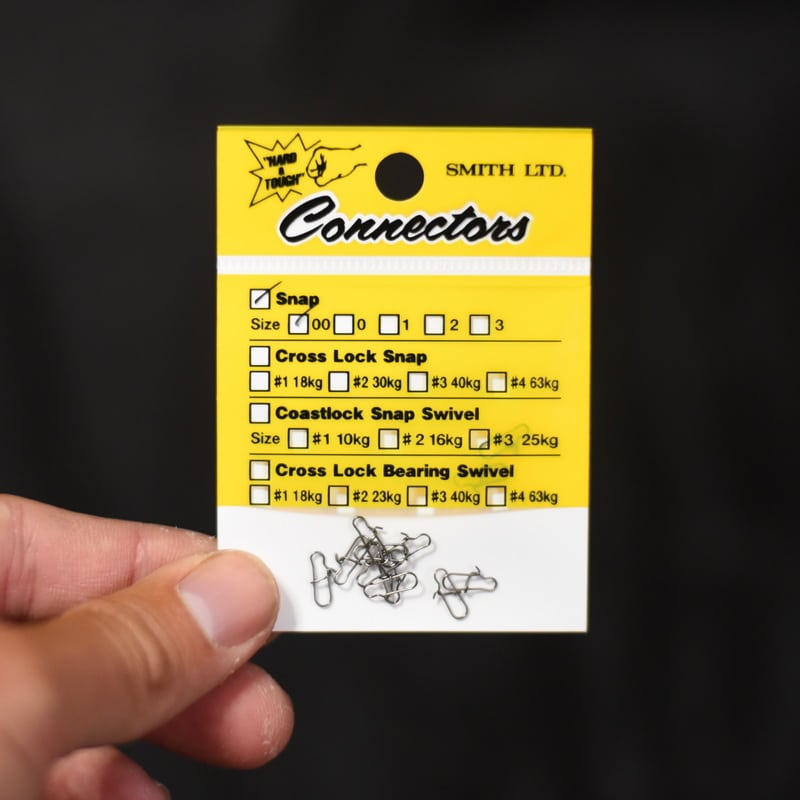 "HARD
&
TOUGH"
SMITH LTD.
Connectors
Snap
Size 00 0 1 2 3
Cross Lock Snap
#1 18kg #2 30kg #3 40kg #4 63kg
Coastlock Snap Swivel
Size #1 10kg #2 16kg #3 25kg
Cross Lock Bearing Swivel
#1 18kg #2 23kg #3 40kg #4 63kg